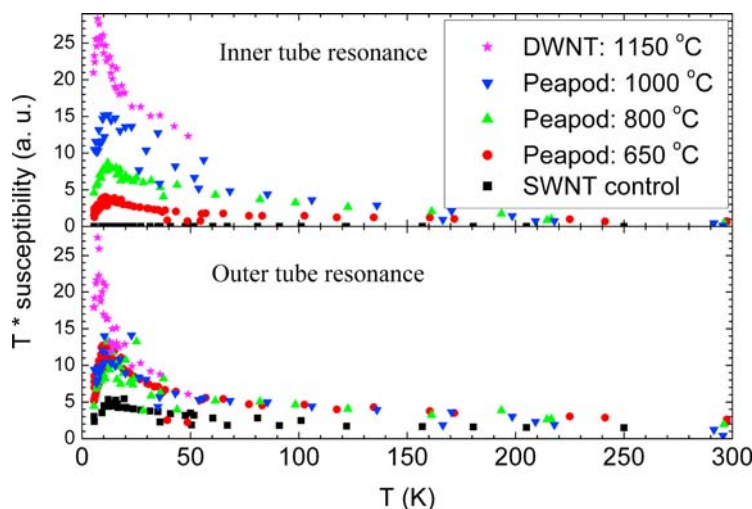 Inner tube resonance
DWNT: 1150 °C
Peapod: 1000 °C
Peapod: 800 °C
Peapod: 650 °C
SWNT control
25
20
15
10
5
0
Outer tube resonance
25
20
15
10
5
0
T * susceptibility (a. u.)
0 50 100 150 200 250 300
T (K)